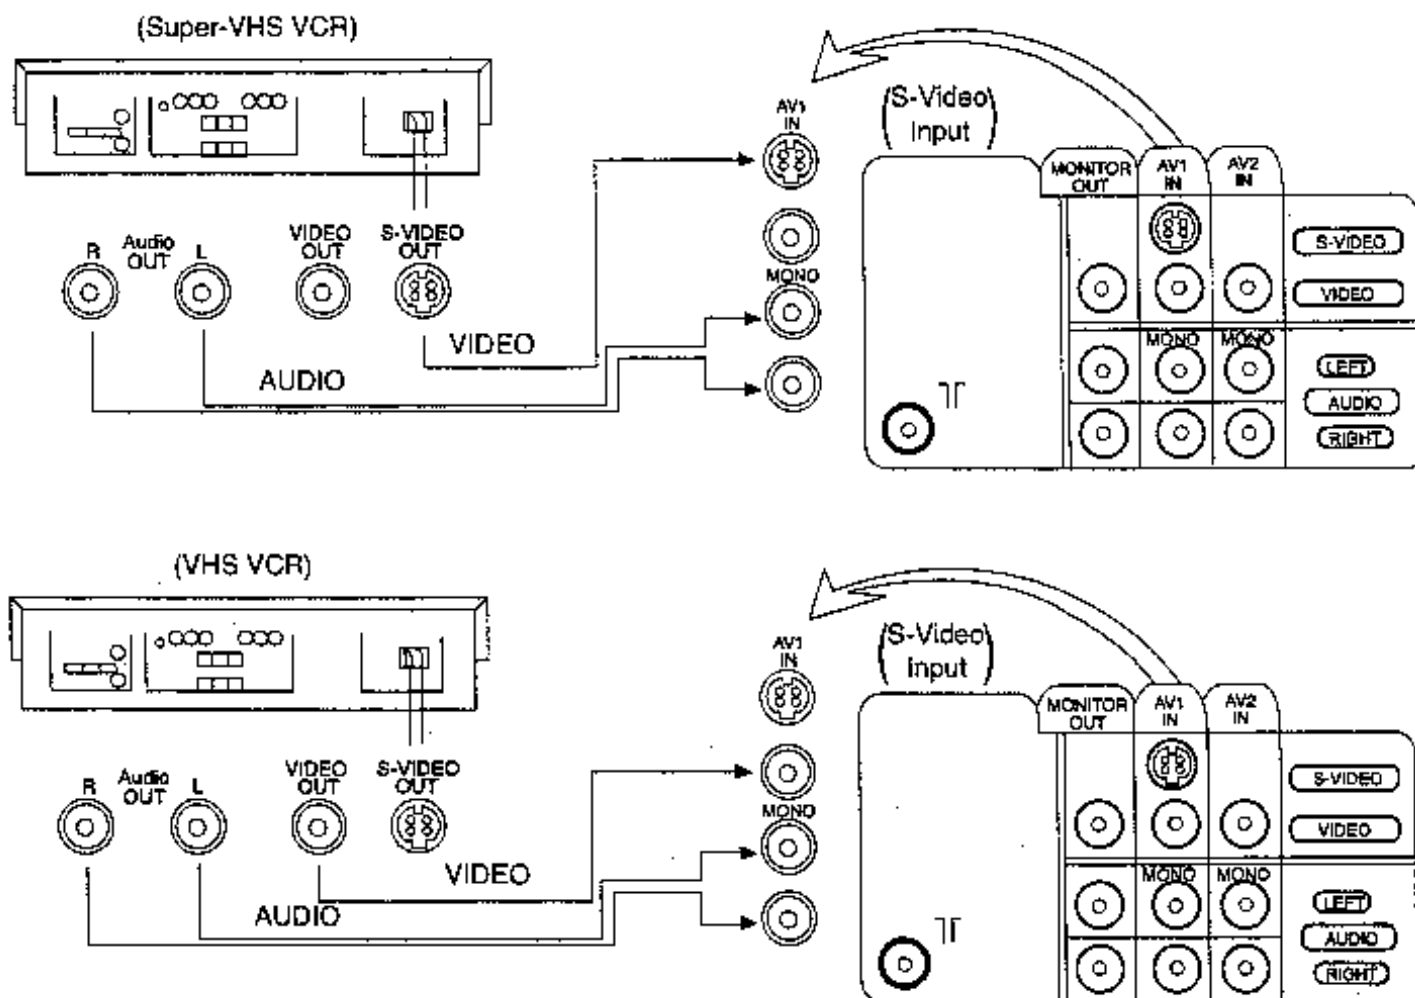 (Super-VHS VCR)
AV1
IN
(S-Video)
Input
MONITOR
OUT
AV1
IN
AV2
IN
R
Audio
OUT
L
VIDEO
OUT
S-VIDEO
OUT
S-VIDEO
VIDEO
MONO
VIDEO
AUDIO
MONO
MONO
LEFT
AUDIO
RIGHT
(VHS VCR)
AV1
IN
(S-Video)
Input
MONITOR
OUT
AV1
IN
AV2
IN
R
Audio
OUT
L
VIDEO
OUT
S-VIDEO
OUT
S-VIDEO
VIDEO
MONO
VIDEO
AUDIO
MONO
MONO
LEFT
AUDIO
RIGHT